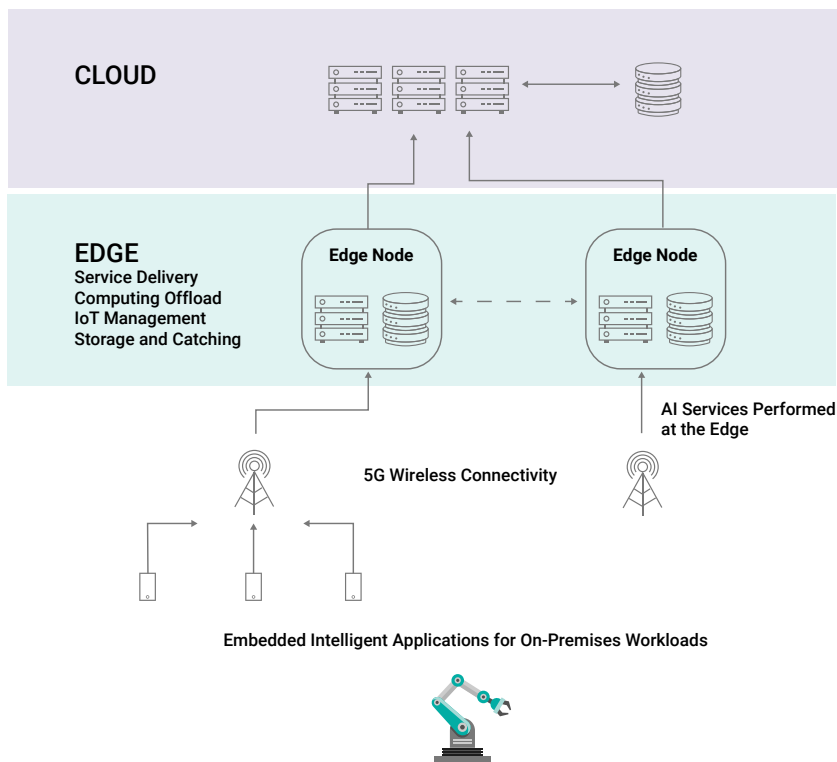 CLOUD
EDGE
Service Delivery
Computing Offload
IoT Management
Storage and Catching
Edge Node
Edge Node
AI Services Performed
at the Edge
5G Wireless Connectivity
Embedded Intelligent Applications for On-Premises Workloads